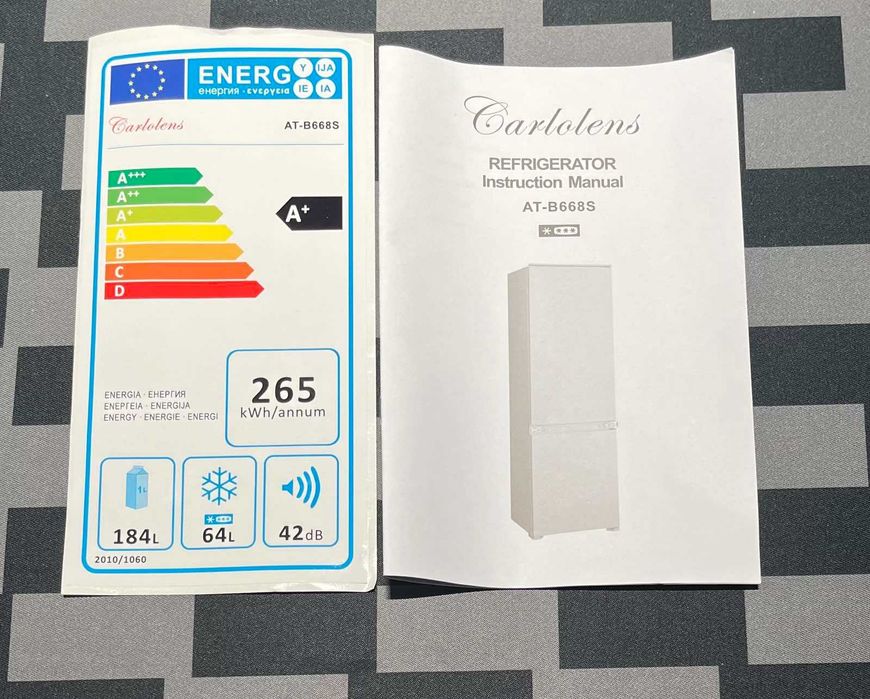 ENERG
Y IJA
IE IA
енергия · ενεργεια
Carlolens
AT-B668S
A+++
A++
A+
A
B
C
D
A+
ENERGIA · ЕНЕРГИЯ
ΕΝΕΡΓΕΙΑ · ENERGIJA
ENERGY · ENERGIE · ENERGI
265
kWh/annum
1L
184L
64L
42dB
2010/1060
Carlolens
REFRIGERATOR
Instruction Manual
AT-B668S